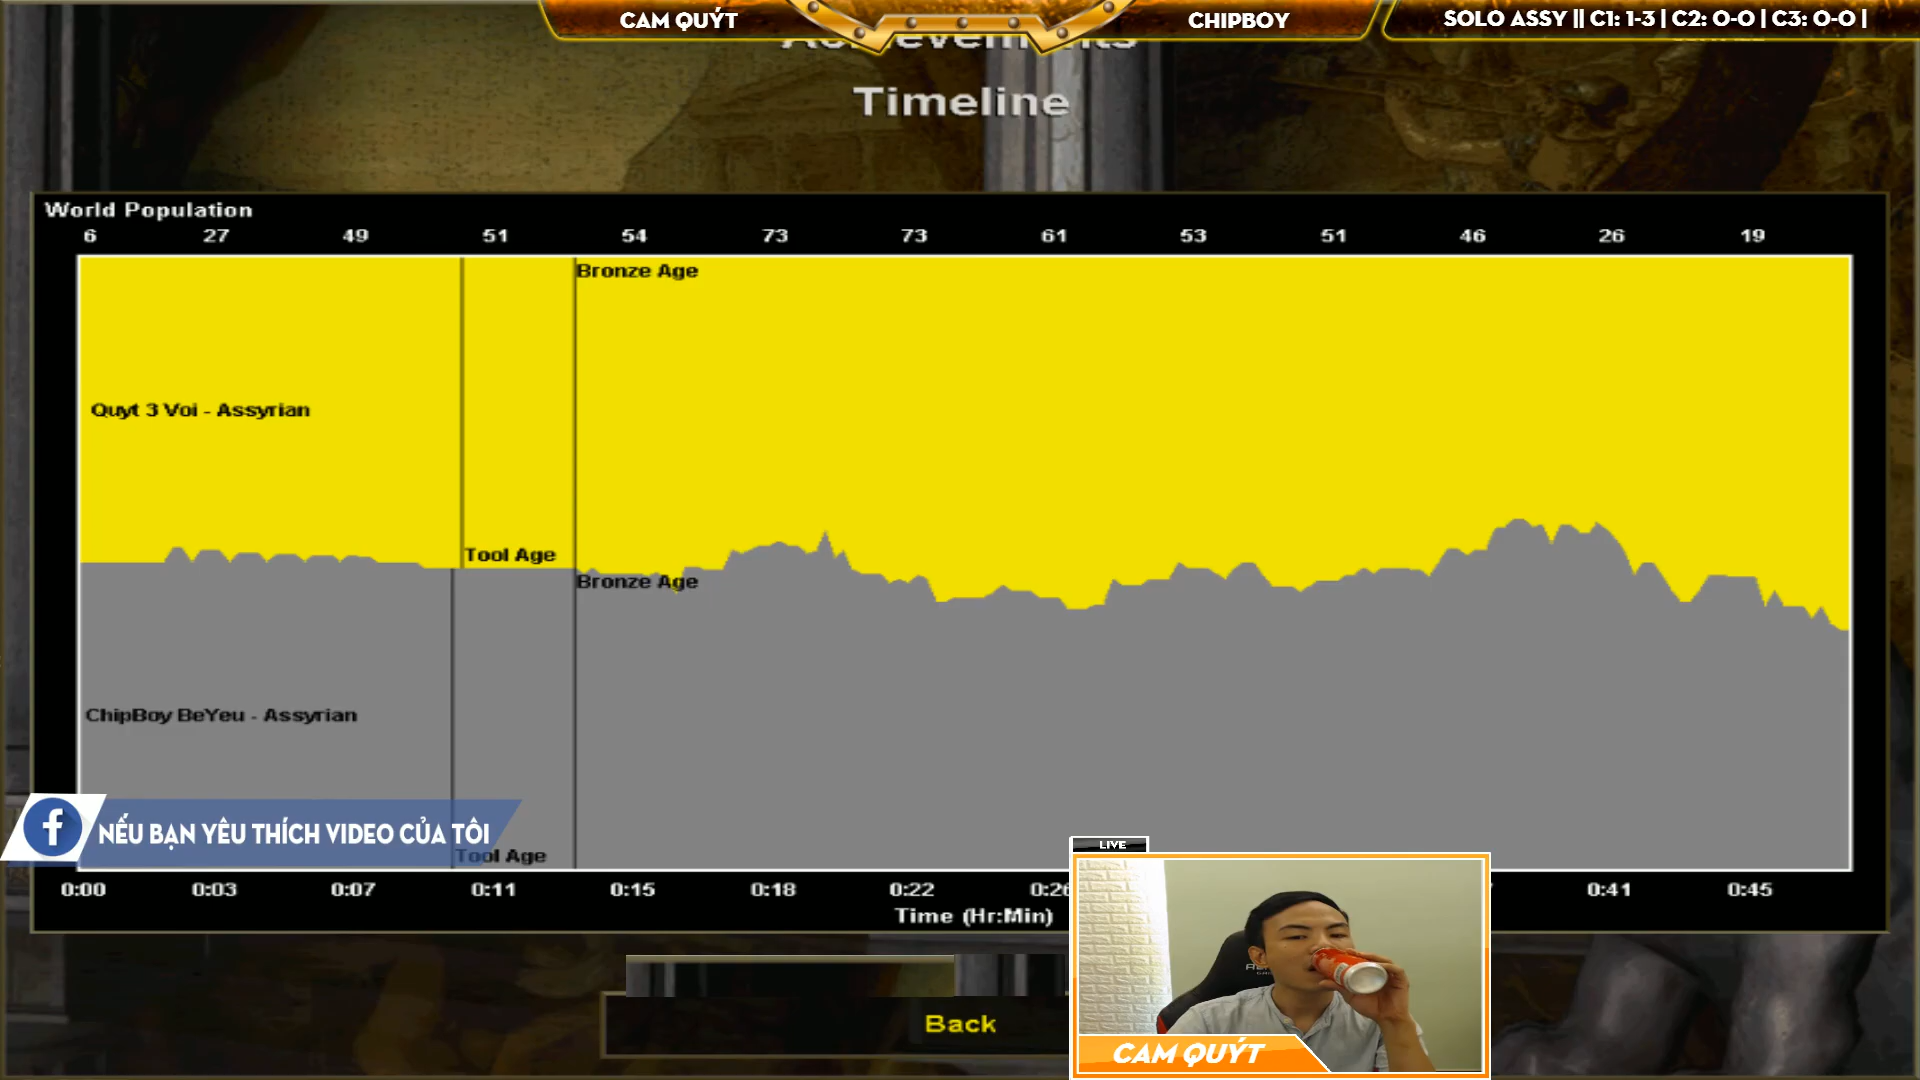 CAM QUÝT
CHIPBOY
SOLO ASSY || C1: 1-3 | C2: 0-0 | C3: 0-0 |
Achievements
Timeline
World Population
6 27 49 51 54 73 73 61 53 51 46 26 19
Bronze Age
Quyt 3 Voi - Assyrian
Tool Age
Bronze Age
ChipBoy BeYeu - Assyrian
NẾU BẠN YÊU THÍCH VIDEO CỦA TÔI
Tool Age
LIVE
0:00 0:03 0:07 0:11 0:15 0:18 0:22 0:26 0:41 0:45
Time (Hr:Min)
Back
CAM QUÝT